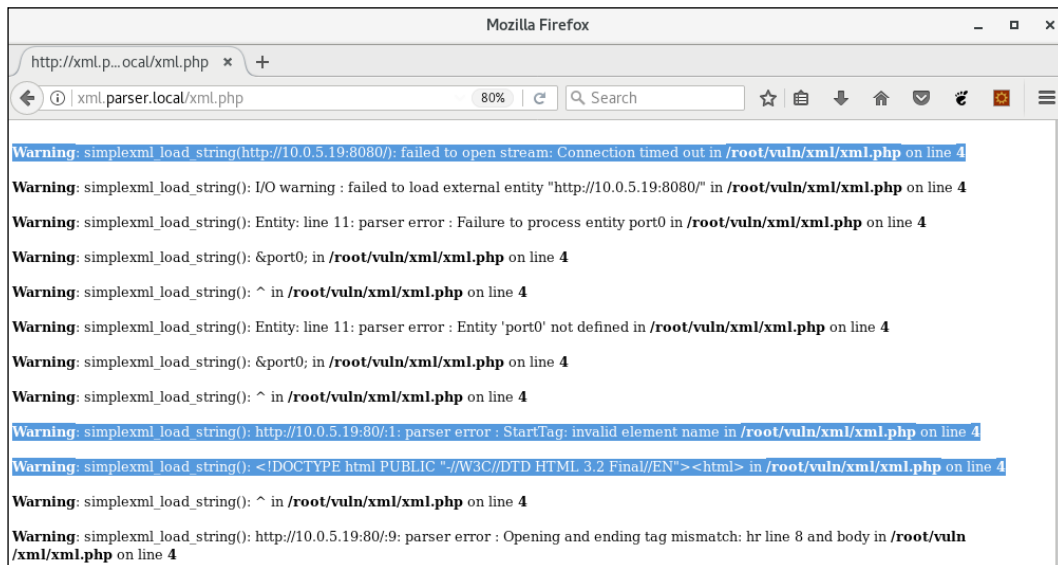 Mozilla Firefox
http://xml.p...ocal/xml.php
xml.parser.local/xml.php
80%
Search
Warning: simplexml_load_string(http://10.0.5.19:8080/): failed to open stream: Connection timed out in /root/vuln/xml/xml.php on line 4
Warning: simplexml_load_string(): I/O warning : failed to load external entity "http://10.0.5.19:8080/" in /root/vuln/xml/xml.php on line 4
Warning: simplexml_load_string(): Entity: line 11: parser error : Failure to process entity port0 in /root/vuln/xml/xml.php on line 4
Warning: simplexml_load_string(): &port0; in /root/vuln/xml/xml.php on line 4
Warning: simplexml_load_string(): ^ in /root/vuln/xml/xml.php on line 4
Warning: simplexml_load_string(): Entity: line 11: parser error : Entity 'port0' not defined in /root/vuln/xml/xml.php on line 4
Warning: simplexml_load_string(): &port0; in /root/vuln/xml/xml.php on line 4
Warning: simplexml_load_string(): ^ in /root/vuln/xml/xml.php on line 4
Warning: simplexml_load_string(): http://10.0.5.19:80/:1: parser error : StartTag: invalid element name in /root/vuln/xml/xml.php on line 4
Warning: simplexml_load_string(): <!DOCTYPE html PUBLIC "-//W3C//DTD HTML 3.2 Final//EN"><html> in /root/vuln/xml/xml.php on line 4
Warning: simplexml_load_string(): ^ in /root/vuln/xml/xml.php on line 4
Warning: simplexml_load_string(): http://10.0.5.19:80/:9: parser error : Opening and ending tag mismatch: hr line 8 and body in /root/vuln
/xml/xml.php on line 4